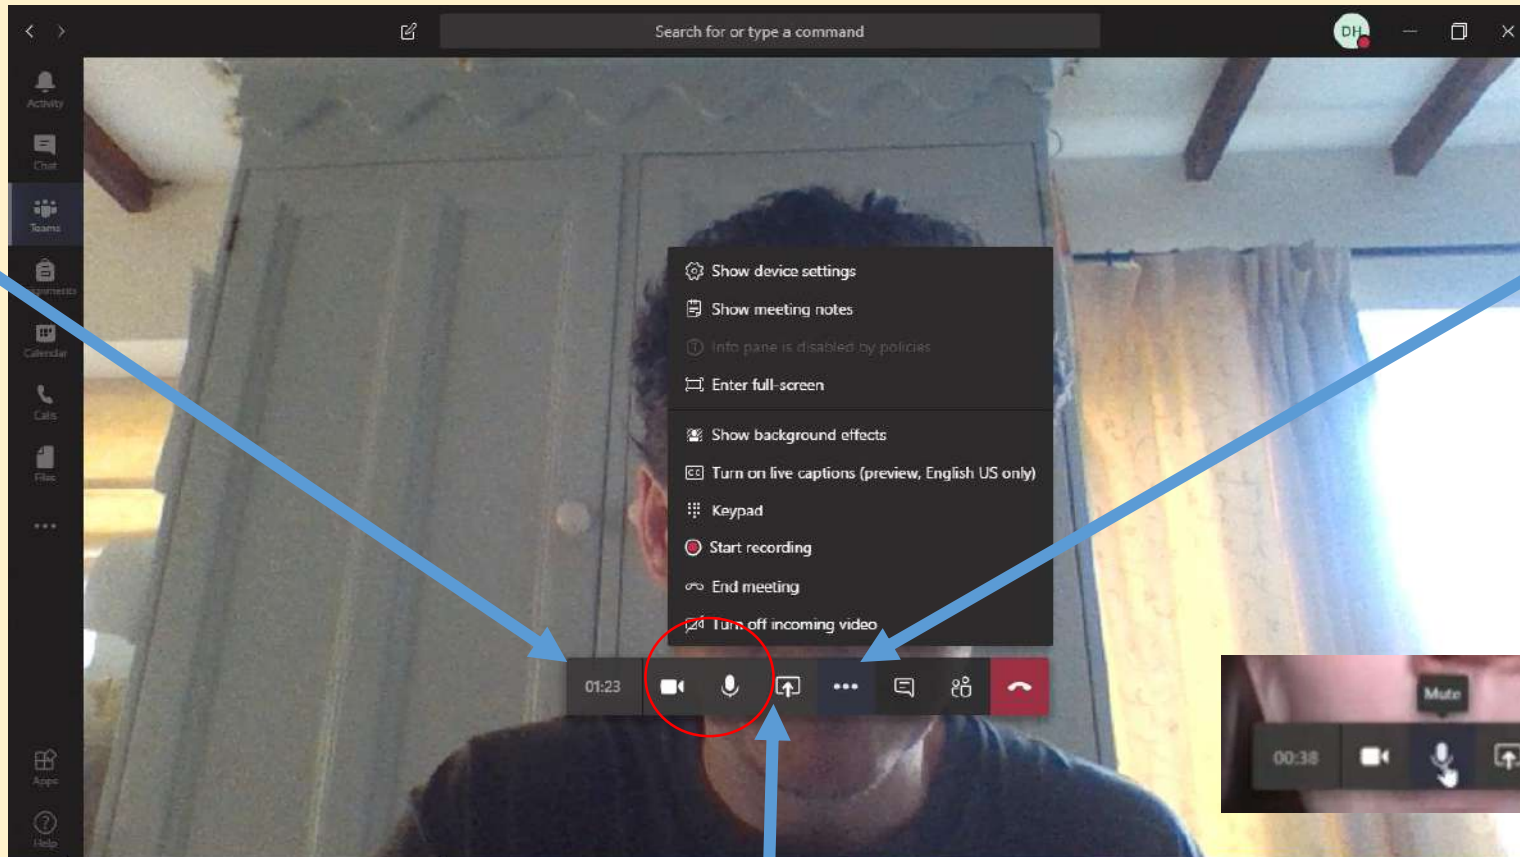 Search for or type a command
DH
Activity
Chat
Teams
Calendar
Calls
Files
Apps
Help
Show device settings
Show meeting notes
Info pane is disabled by policies
Enter full-screen
Show background effects
CC Turn on live captions (preview, English US only)
Keypad
Start recording
End meeting
Turn off incoming video
01:23
Mute
00:38